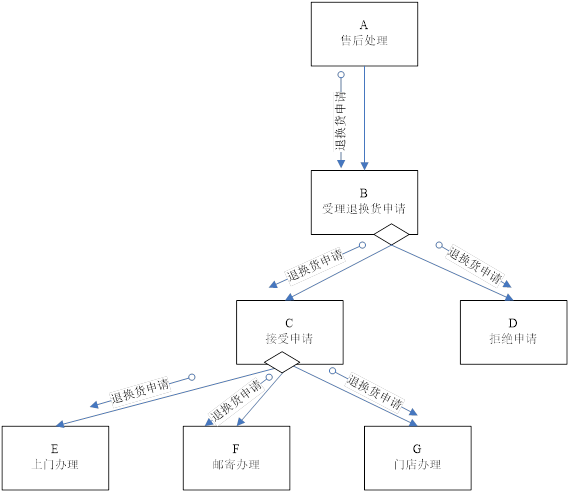 A
售后处理
退换货申请
B
受理退换货申请
退换货申请
退换货申请
C
接受申请
D
拒绝申请
退换货申请
退换货申请
退换货申请
E
上门办理
F
邮寄办理
G
门店办理